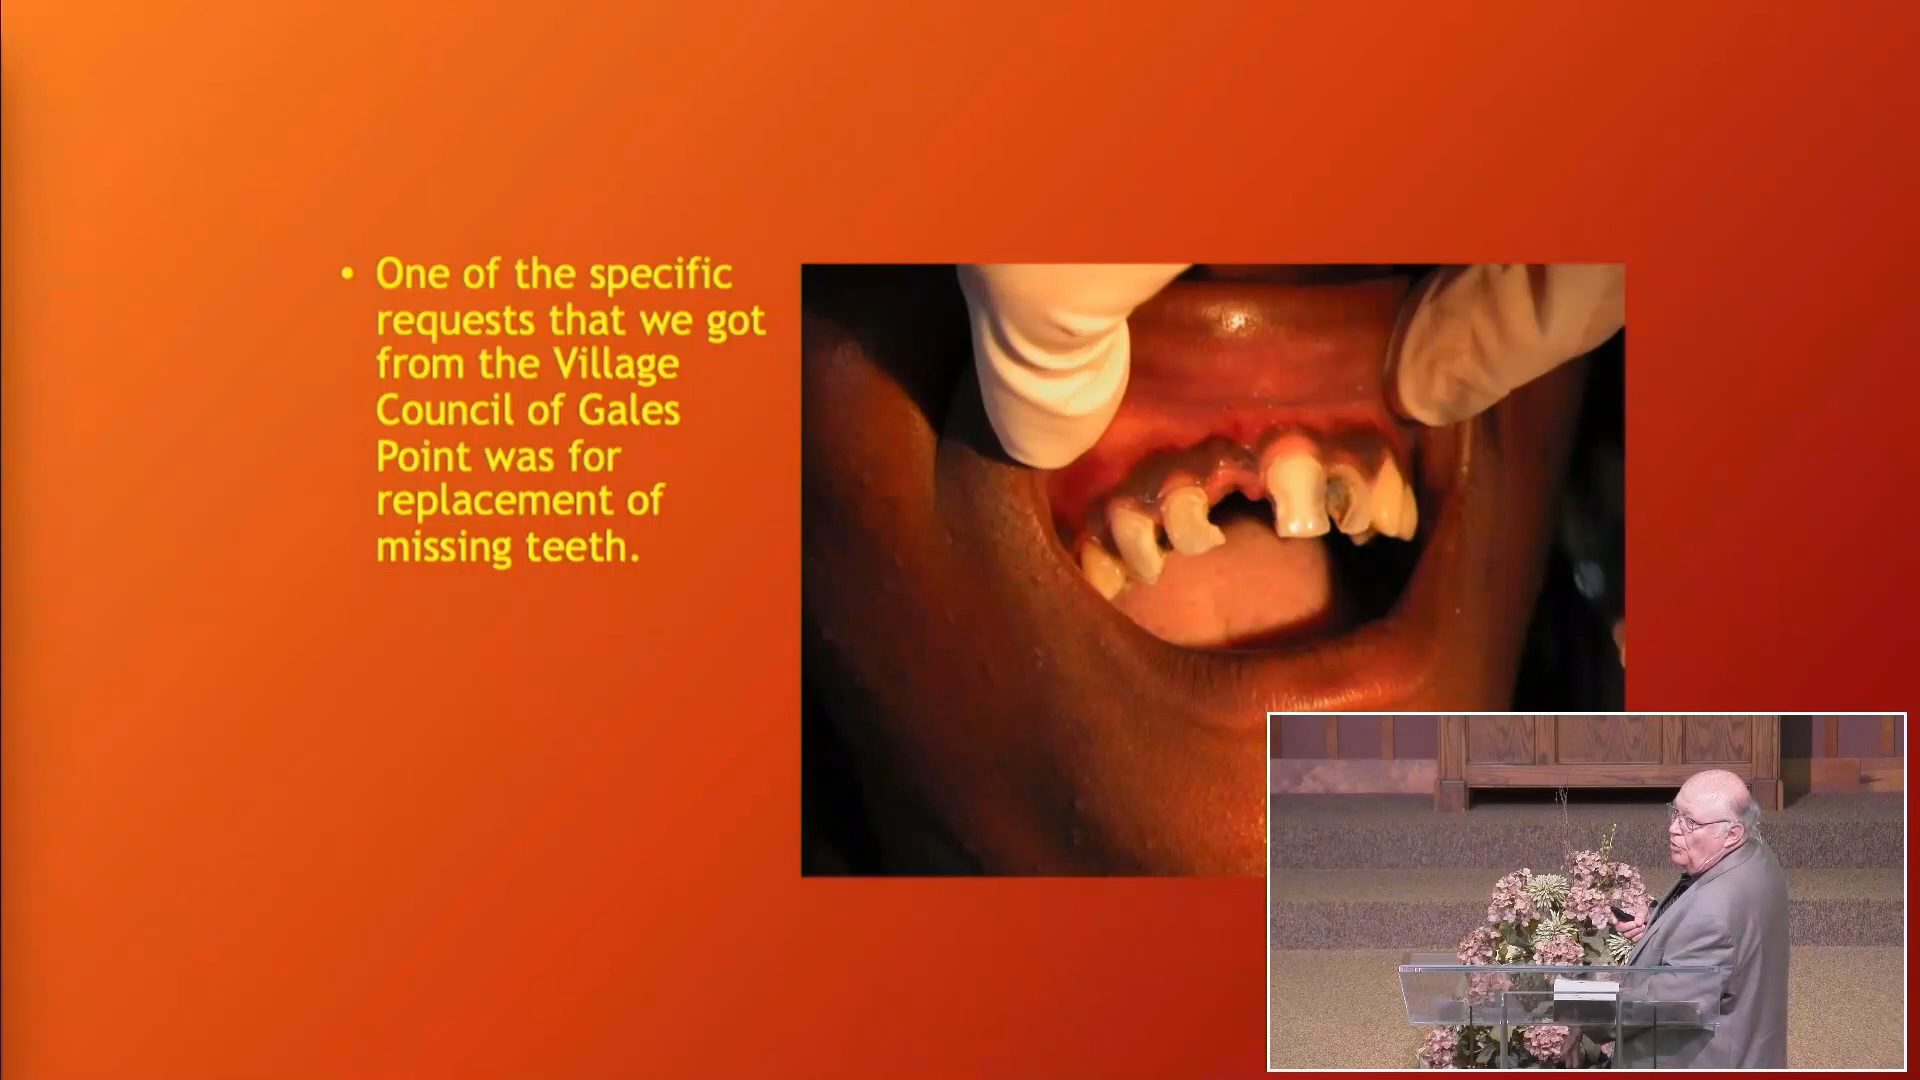 • One of the specific
requests that we got
from the Village
Council of Gales
Point was for
replacement of
missing teeth.